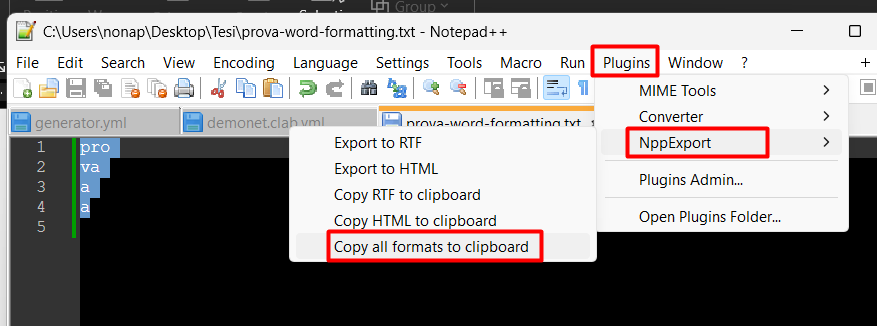 Group
C:\Users\nonap\Desktop\Tesi\prova-word-formatting.txt - Notepad++
File Edit Search View Encoding Language Settings Tools Macro Run Plugins Window ?
MIME Tools
Converter
NppExport
Plugins Admin...
Open Plugins Folder...
generator.yml demonet.clab.yml prova-word-formatting.txt
Export to RTF
Export to HTML
Copy RTF to clipboard
Copy HTML to clipboard
Copy all formats to clipboard
1 pro
2 va
3 a
4 a
5